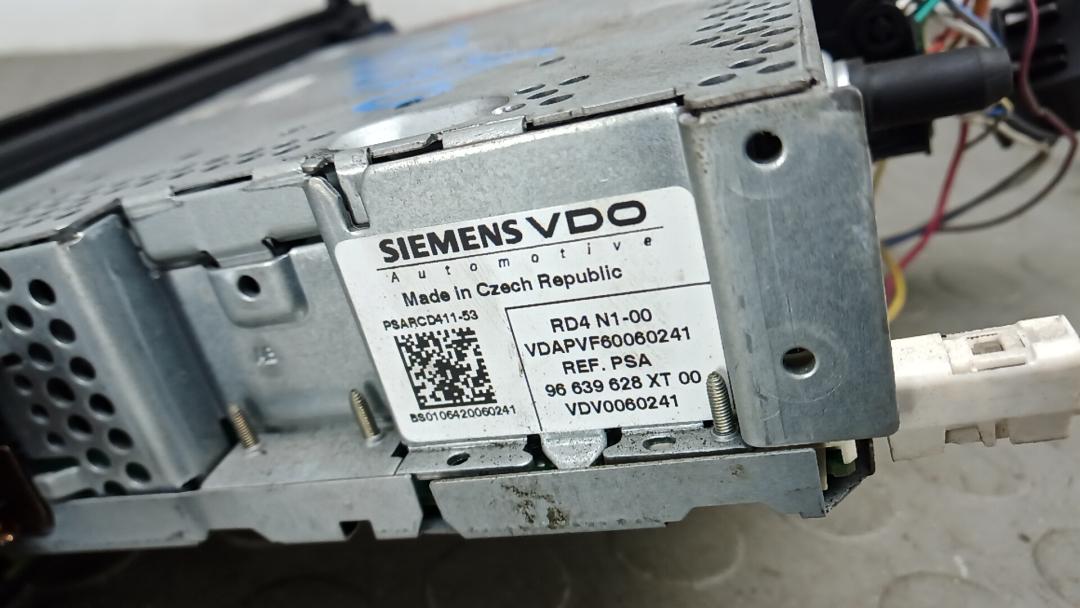 SIEMENS VDO
Automotive
Made in Czech Republic
PSARCD411-53
RD4 N1-00
VDAPVF60060241
REF. PSA
96 639 628 XT 00
VDV0060241
BS0106420060241